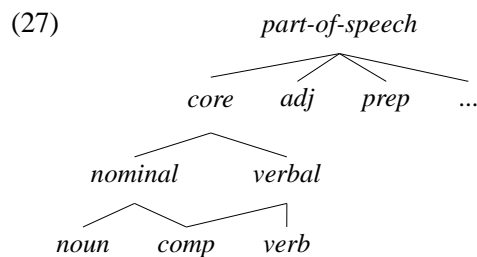 (27) part-of-speech
core adj prep ...
nominal verbal
noun comp verb